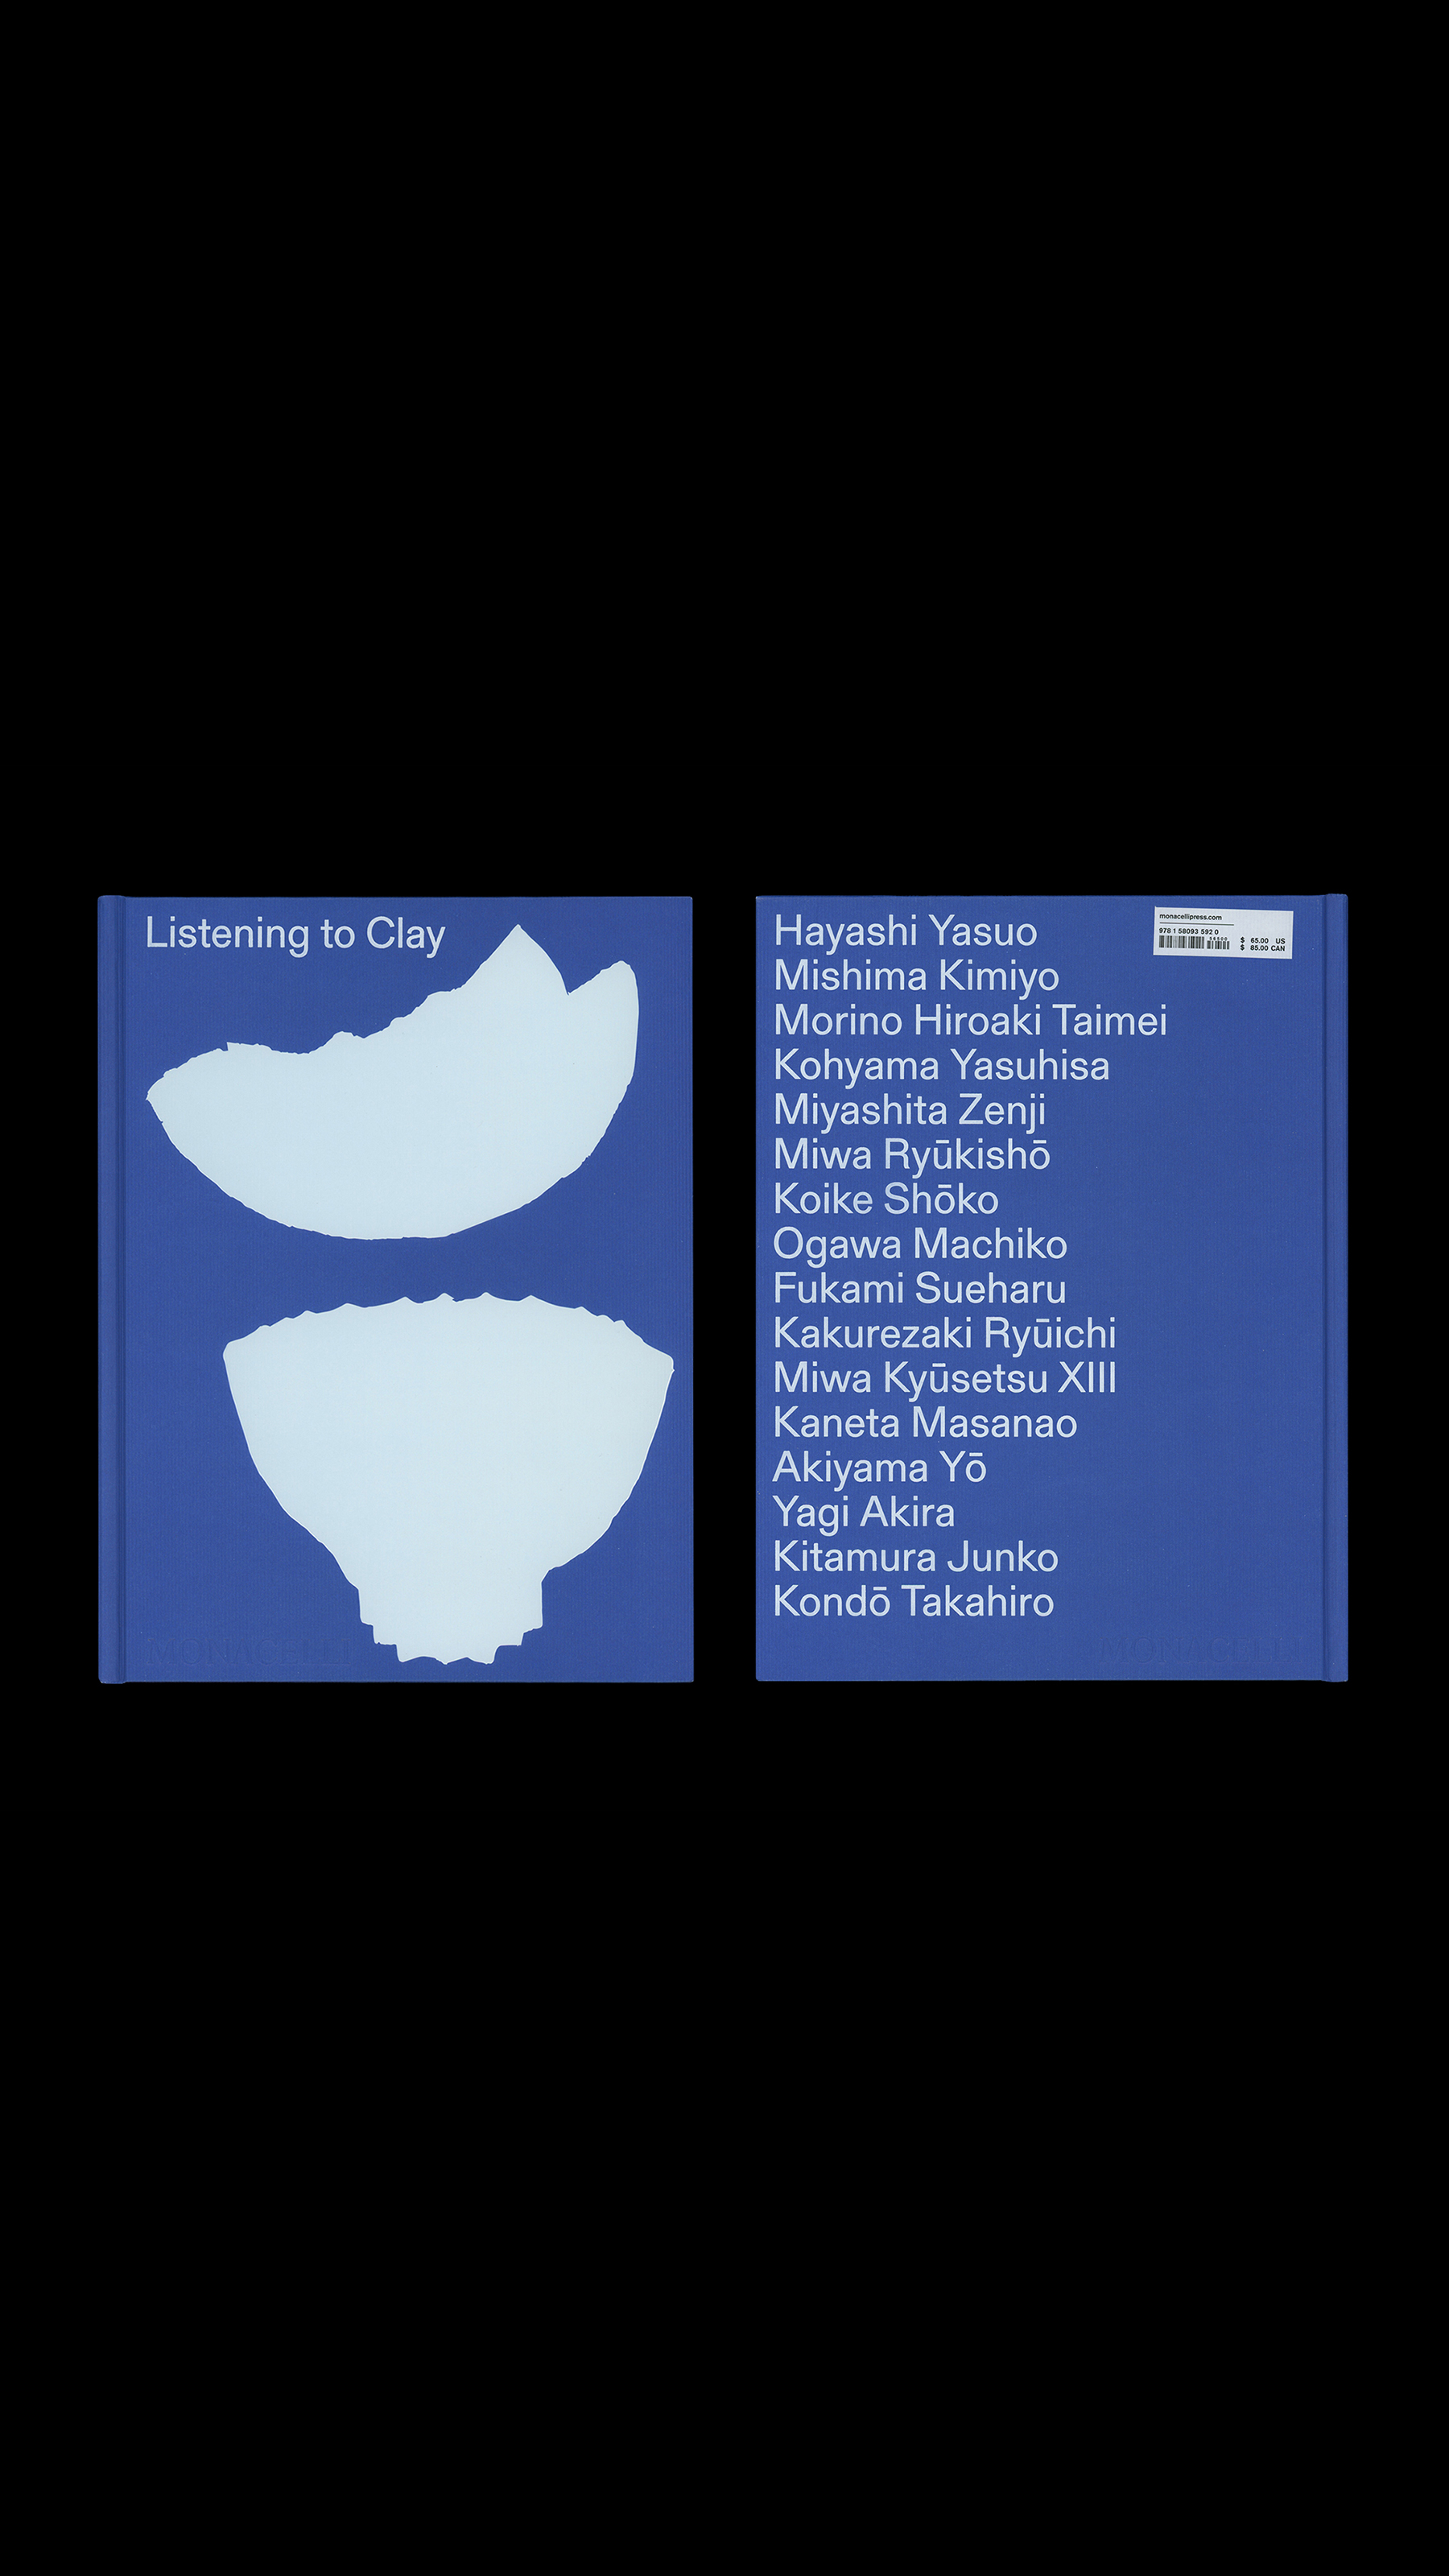 Listening to Clay
MONACELLI
Hayashi Yasuo
Mishima Kimiyo
Morino Hiroaki Taimei
Kohyama Yasuhisa
Miyashita Zenji
Miwa Ryūkishō
Koike Shōko
Ogawa Machiko
Fukami Sueharu
Kakurezaki Ryūichi
Miwa Kyūsetsu XIII
Kaneta Masanao
Akiyama Yō
Yagi Akira
Kitamura Junko
Kondō Takahiro
monacellipress.com
978 1 58093 592 0
$ 65.00 US
$ 85.00 CAN
MONACELLI